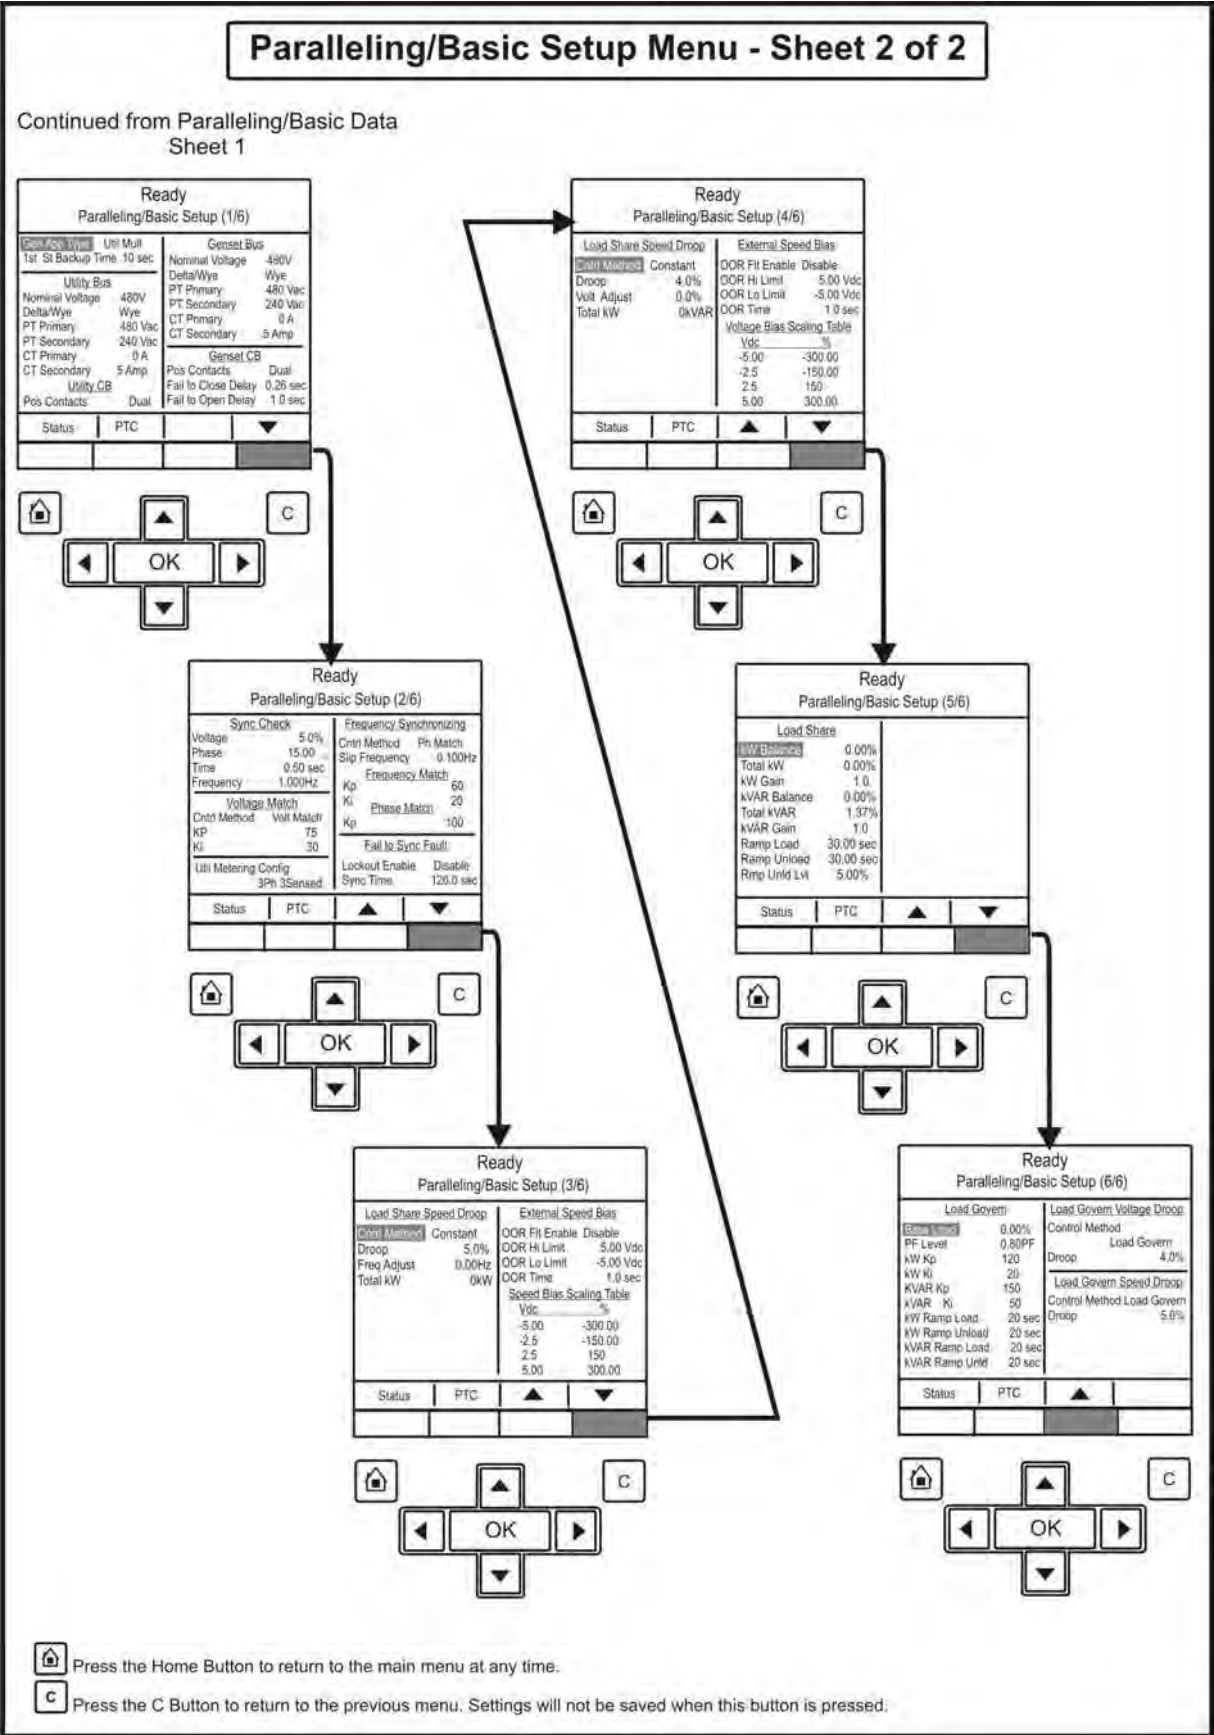 Paralleling/Basic Setup Menu - Sheet 2 of 2
Continued from Paralleling/Basic Data
Sheet 1
Ready
Paralleling/Basic Setup (1/6)
Gen App Type Util Mult
1st St Backup Time 10 sec
Utility Bus
Nominal Voltage 480V
Delta/Wye Wye
PT Primary 480 Vac
PT Secondary 240 Vac
CT Primary 0 A
CT Secondary 5 Amp
Utility CB
Pos Contacts Dual
Genset Bus
Nominal Voltage 480V
Delta/Wye Wye
PT Primary 480 Vac
PT Secondary 240 Vac
CT Primary 0 A
CT Secondary 5 Amp
Genset CB
Pos Contacts Dual
Fail to Close Delay 0.26 sec
Fail to Open Delay 1.0 sec
Status PTC
C
OK
Ready
Paralleling/Basic Setup (2/6)
Sync Check
Voltage 5.0%
Phase 15.00
Time 0.50 sec
Frequency 1.000Hz
Voltage Match
Cntrl Method Volt Match
KP 75
Ki 30
Util Metering Config
3Ph 3Sensed
Frequency Synchronizing
Cntrl Method Ph Match
Slip Frequency 0.100Hz
Frequency Match
Kp 60
Ki 20
Phase Match
Kp 100
Fail to Sync Fault
Lockout Enable Disable
Sync Time 120.0 sec
Status PTC
C
OK
Ready
Paralleling/Basic Setup (3/6)
Load Share Speed Droop
Cntrl Method Constant
Droop 5.0%
Freq Adjust 0.00Hz
Total kW 0kW
External Speed Bias
OOR Flt Enable Disable
OOR Hi Limit 5.00 Vdc
OOR Lo Limit -5.00 Vdc
OOR Time 1.0 sec
Speed Bias Scaling Table
Vdc %
-5.00 -300.00
-2.5 -150.00
2.5 150
5.00 300.00
Status PTC
C
OK
Ready
Paralleling/Basic Setup (4/6)
Load Share Speed Droop
Cntrl Method Constant
Droop 4.0%
Volt Adjust 0.0%
Total kW 0kVAR
External Speed Bias
OOR Flt Enable Disable
OOR Hi Limit 5.00 Vdc
OOR Lo Limit -5.00 Vdc
OOR Time 1.0 sec
Voltage Bias Scaling Table
Vdc %
-5.00 -300.00
-2.5 -150.00
2.5 150
5.00 300.00
Status PTC
C
OK
Ready
Paralleling/Basic Setup (5/6)
Load Share
kW Balance 0.00%
Total kW 0.00%
kW Gain 1.0
kVAR Balance 0.00%
Total kVAR 1.37%
kVAR Gain 1.0
Ramp Load 30.00 sec
Ramp Unload 30.00 sec
Rmp Unld Lvl 5.00%
Status PTC
C
OK
Ready
Paralleling/Basic Setup (6/6)
Load Govern
Base Load 0.00%
PF Level 0.80PF
kW Kp 120
kW Ki 20
KVAR Kp 150
kVAR Ki 50
kW Ramp Load 20 sec
kW Ramp Unload 20 sec
kVAR Ramp Load 20 sec
kVAR Ramp Unld 20 sec
Load Govern Voltage Droop
Control Method
Load Govern
Droop 4.0%
Load Govern Speed Droop
Control Method Load Govern
Droop 5.0%
Status PTC
C
OK
Press the Home Button to return to the main menu at any time.
C Press the C Button to return to the previous menu. Settings will not be saved when this button is pressed.